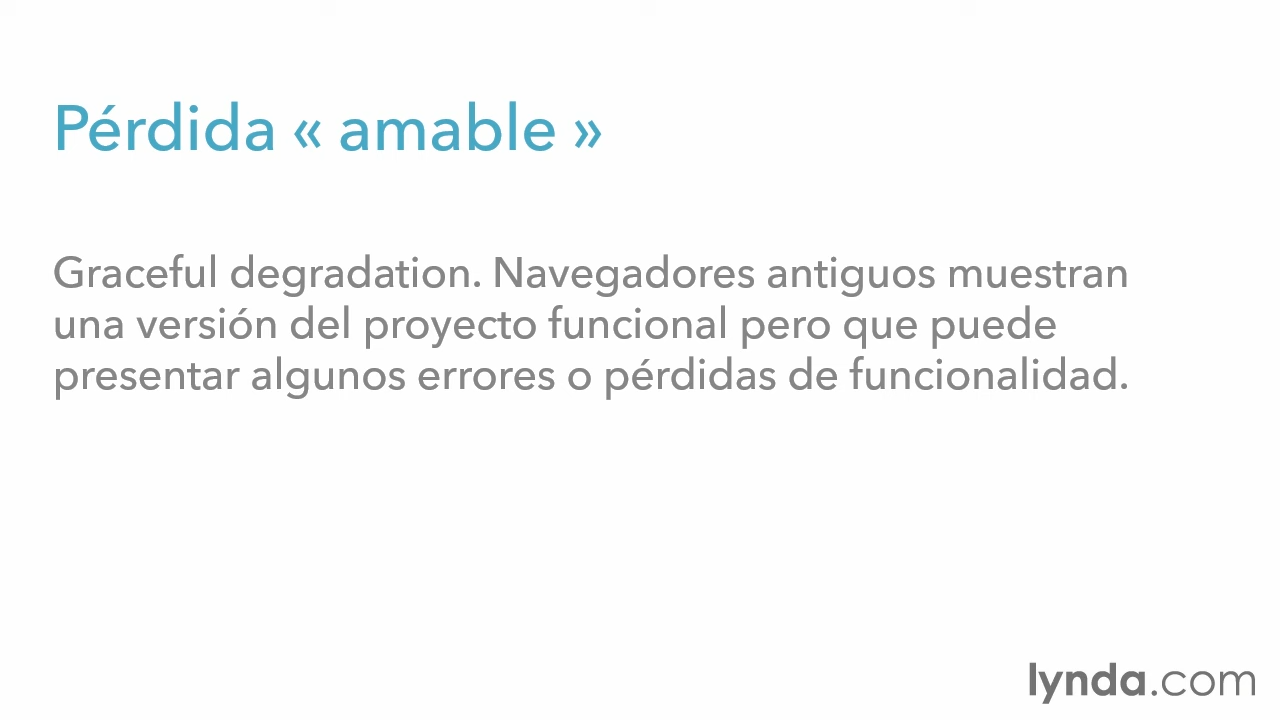 Pérdida « amable »
Graceful degradation. Navegadores antiguos muestran
una versión del proyecto funcional pero que puede
presentar algunos errores o pérdidas de funcionalidad.
lynda.com